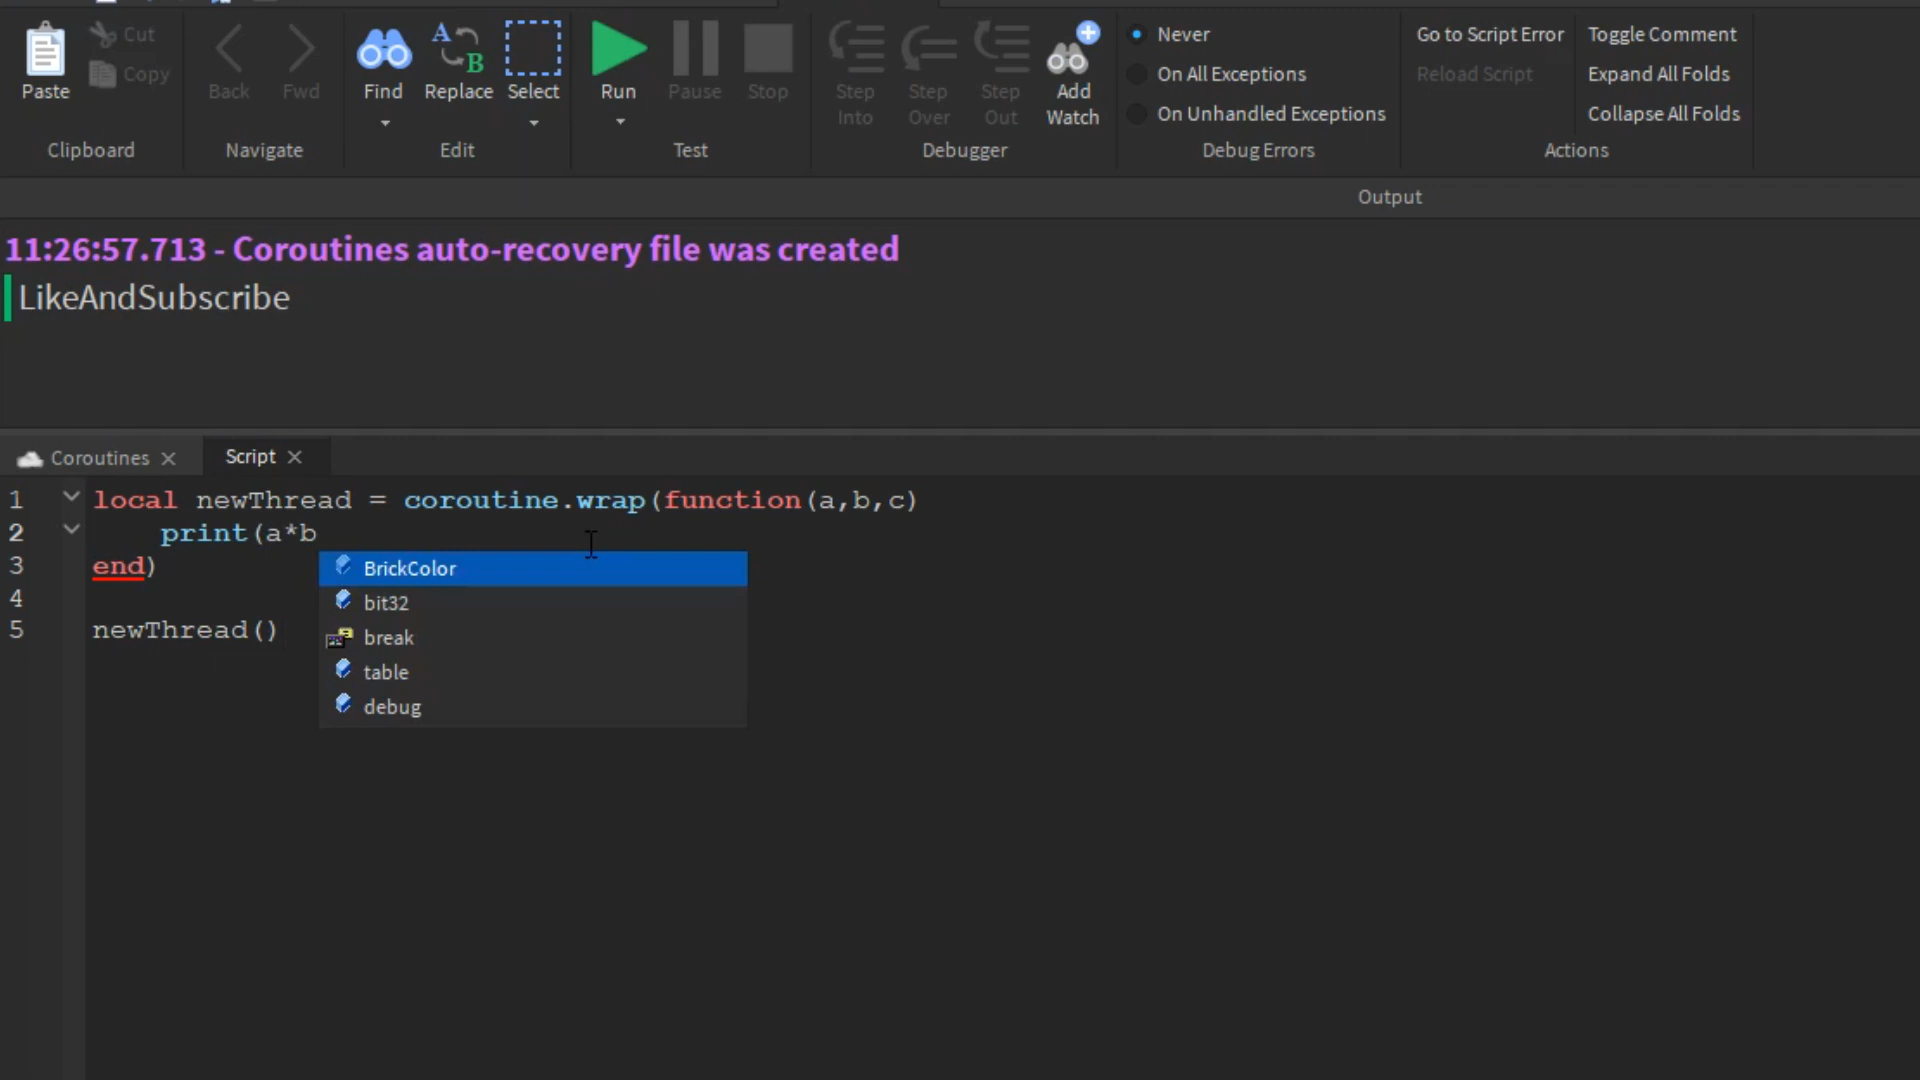 Paste
Cut
Copy
Clipboard
Back
Fwd
Navigate
Find
A
B
Replace
Select
Edit
Run
Pause
Stop
Test
Step Into
Step Over
Step Out
Add Watch
Debugger
Never
On All Exceptions
On Unhandled Exceptions
Debug Errors
Go to Script Error
Reload Script
Toggle Comment
Expand All Folds
Collapse All Folds
Actions
Output
11:26:57.713 - Coroutines auto-recovery file was created
LikeAndSubscribe
Coroutines
Script
1 local newThread = coroutine.wrap(function(a,b,c)
2 print(a*b
3 end)
4
5 newThread()
BrickColor
bit32
break
table
debug